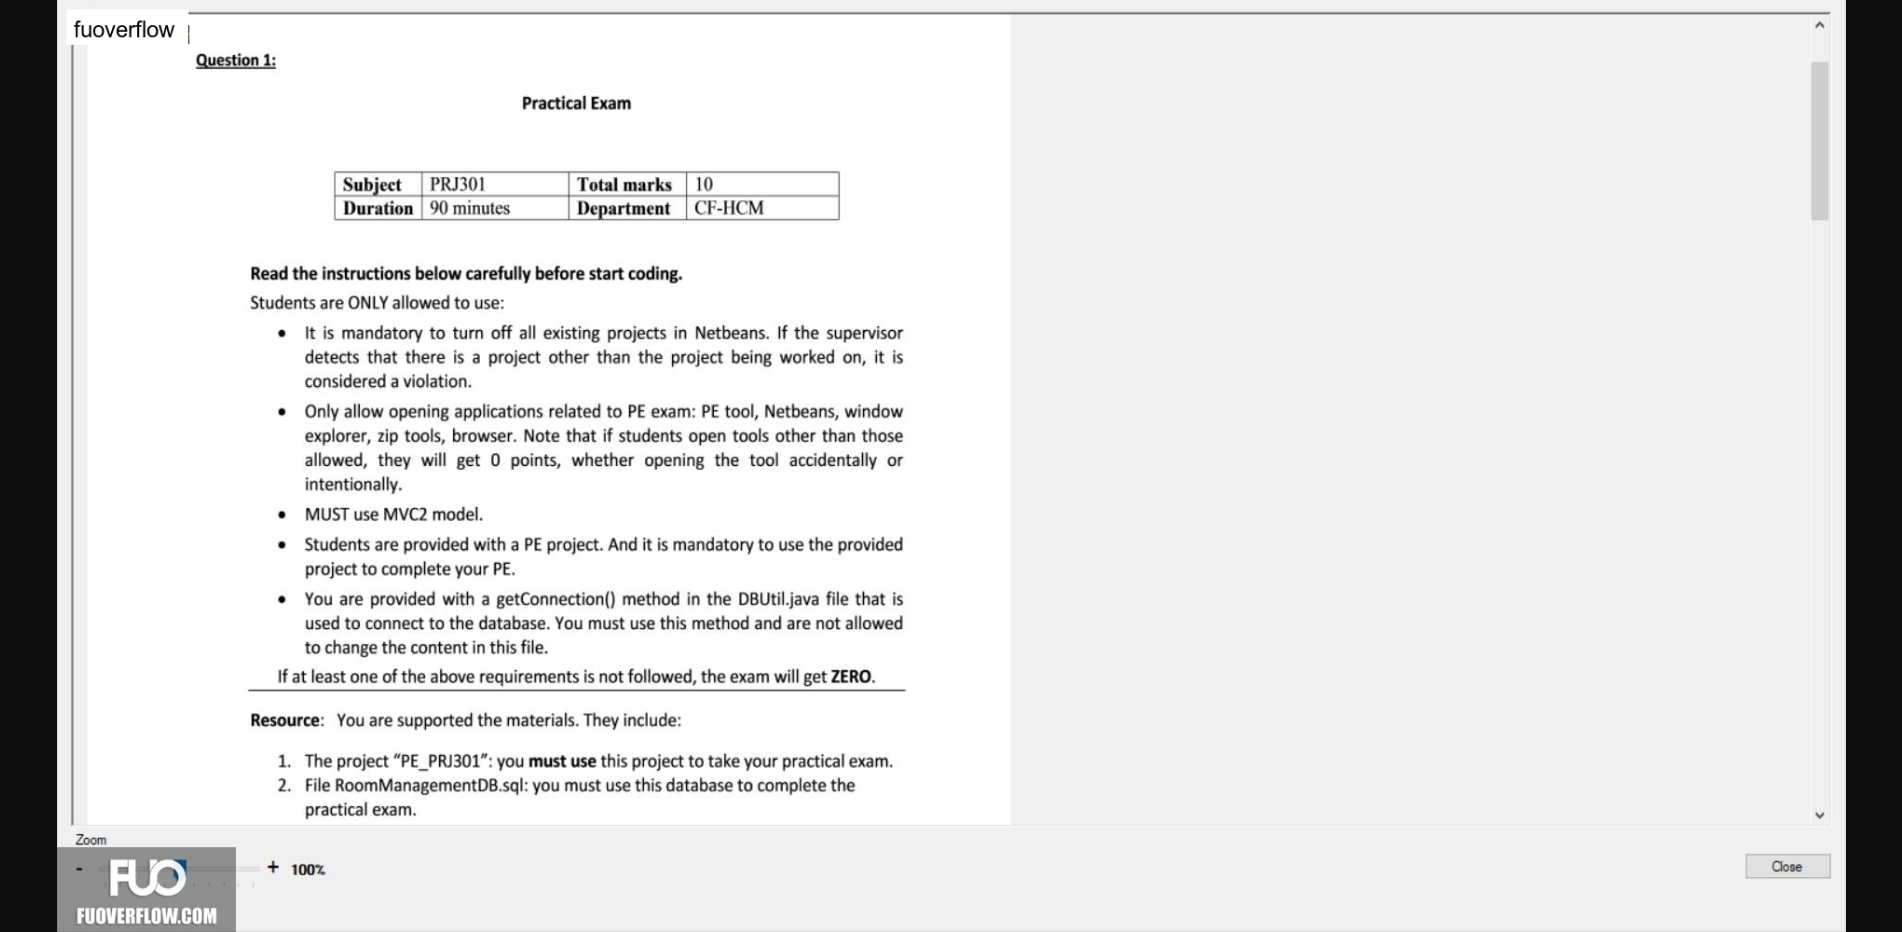 fuoverflow
Question 1:
Practical Exam
Subject PRJ301 Total marks 10
Duration 90 minutes Department CF-HCM
Read the instructions below carefully before start coding.
Students are ONLY allowed to use:
• It is mandatory to turn off all existing projects in Netbeans. If the supervisor
detects that there is a project other than the project being worked on, it is
considered a violation.
• Only allow opening applications related to PE exam: PE tool, Netbeans, window
explorer, zip tools, browser. Note that if students open tools other than those
allowed, they will get 0 points, whether opening the tool accidentally or
intentionally.
• MUST use MVC2 model.
• Students are provided with a PE project. And it is mandatory to use the provided
project to complete your PE.
• You are provided with a getConnection() method in the DBUtil.java file that is
used to connect to the database. You must use this method and are not allowed
to change the content in this file.
If at least one of the above requirements is not followed, the exam will get ZERO.
Resource: You are supported the materials. They include:
1. The project “PE_PRJ301”: you must use this project to take your practical exam.
2. File RoomManagementDB.sql: you must use this database to complete the
practical exam.
Zoom
- + 100%
Close
FUO
FUOVERFLOW.COM